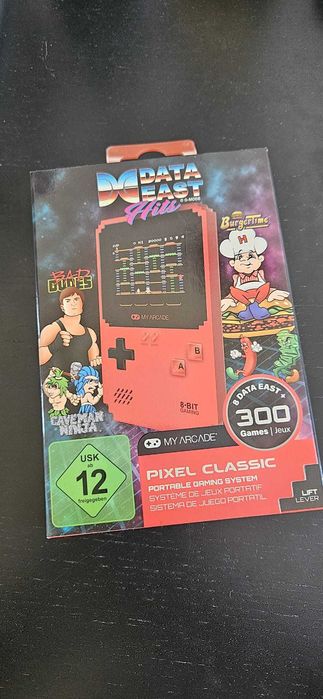 DATA
EAST
© G-MODE
Hits
BurgerTime
BAD
DUDES
H
MY ARCADE
B
A
8-BIT
GAMING
CAVEMAN
NINJA
8 DATA EAST +
300
Games | Jeux
MY ARCADE
USK
ab
12
freigegeben
PIXEL CLASSIC
PORTABLE GAMING SYSTEM
SYSTÈME DE JEUX PORTATIF
SISTEMA DE JUEGO PORTÁTIL
LIFT
LEVER